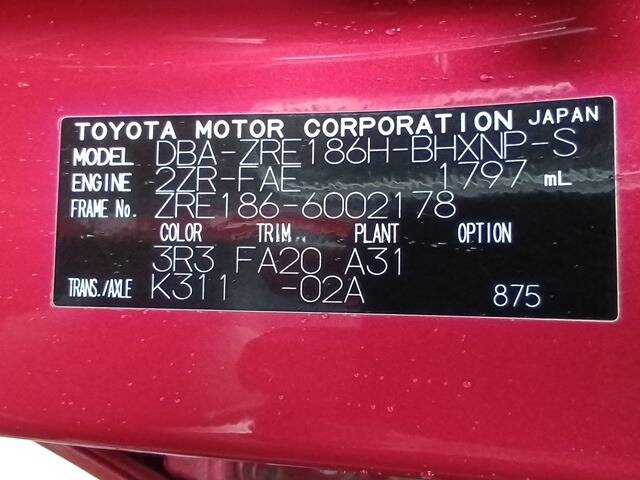 TOYOTA MOTOR CORPORATION JAPAN
MODEL DBA-ZRE186H-BHXNP-S
ENGINE 2ZR-FAE 1797 mL
FRAME No. ZRE186-6002178
COLOR TRIM PLANT OPTION
3R3 FA20 A31
TRANS./AXLE K311 -02A 875